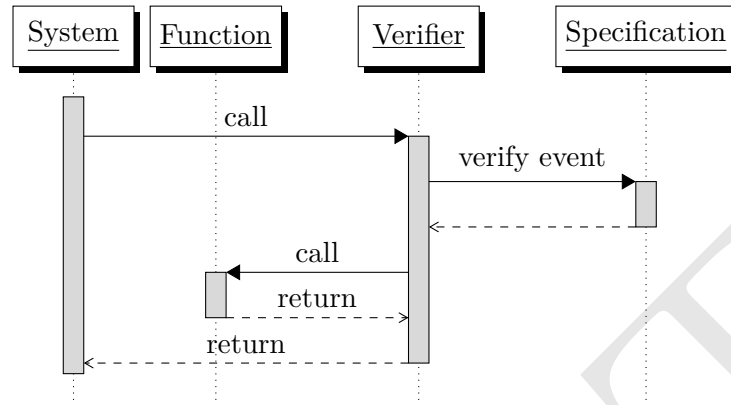 System Function Verifier Specification
call
verify event
call
return
return
T